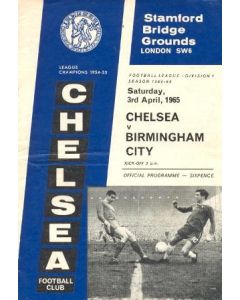 Stamford
Bridge
Grounds
LONDON SW6
LEAGUE
CHAMPIONS 1954-55
FOOTBALL LEAGUE - DIVISION 1
SEASON 1964-65
Saturday,
3rd April, 1965
CHELSEA
v
BIRMINGHAM
CITY
KICK-OFF 3 p.m.
OFFICIAL PROGRAMME — SIXPENCE
CHELSEA
FOOTBALL
CLUB